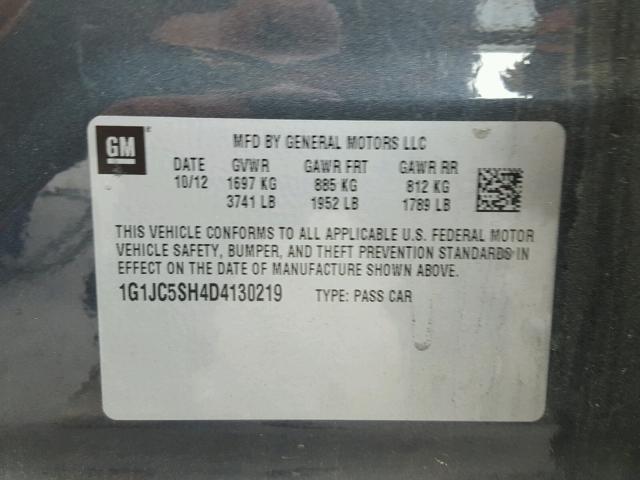 GM
MFD BY GENERAL MOTORS LLC
DATE GVWR GAWR FRT GAWR RR
10/12 1697 KG 885 KG 812 KG
3741 LB 1952 LB 1789 LB
THIS VEHICLE CONFORMS TO ALL APPLICABLE U.S. FEDERAL MOTOR
VEHICLE SAFETY, BUMPER, AND THEFT PREVENTION STANDARDS IN
EFFECT ON THE DATE OF MANUFACTURE SHOWN ABOVE.
1G1JC5SH4D4130219 TYPE: PASS CAR